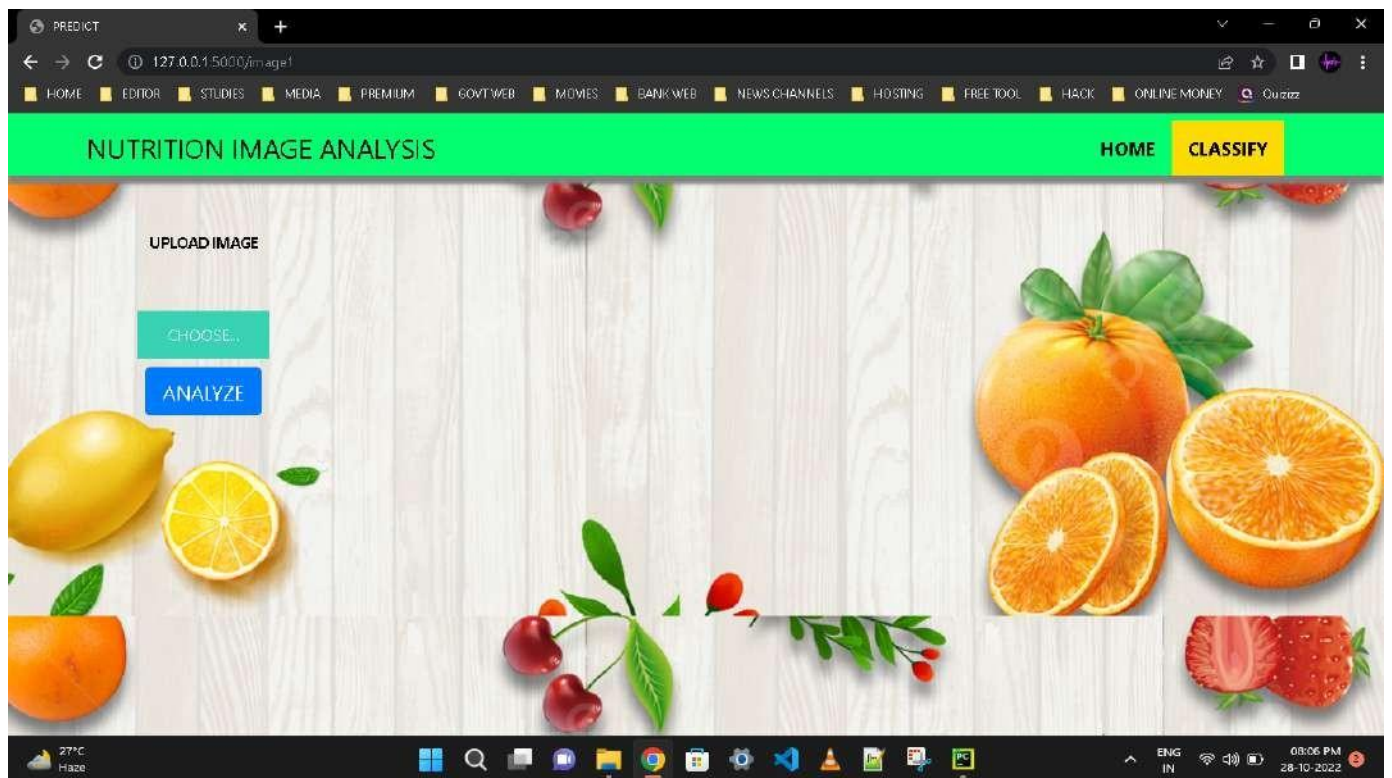 PREDICT
127.0.0.1:5000/image1
HOME EDITOR STUDIES MEDIA PREMIUM GOVT WEB MOVIES BANK WEB NEWS CHANNELS HOSTING FREE TOOL HACK ONLINE MONEY Quizizz
NUTRITION IMAGE ANALYSIS HOME CLASSIFY
UPLOAD IMAGE
CHOOSE...
ANALYZE
27°C
Haze
ENG
IN
08:06 PM
28-10-2022
2